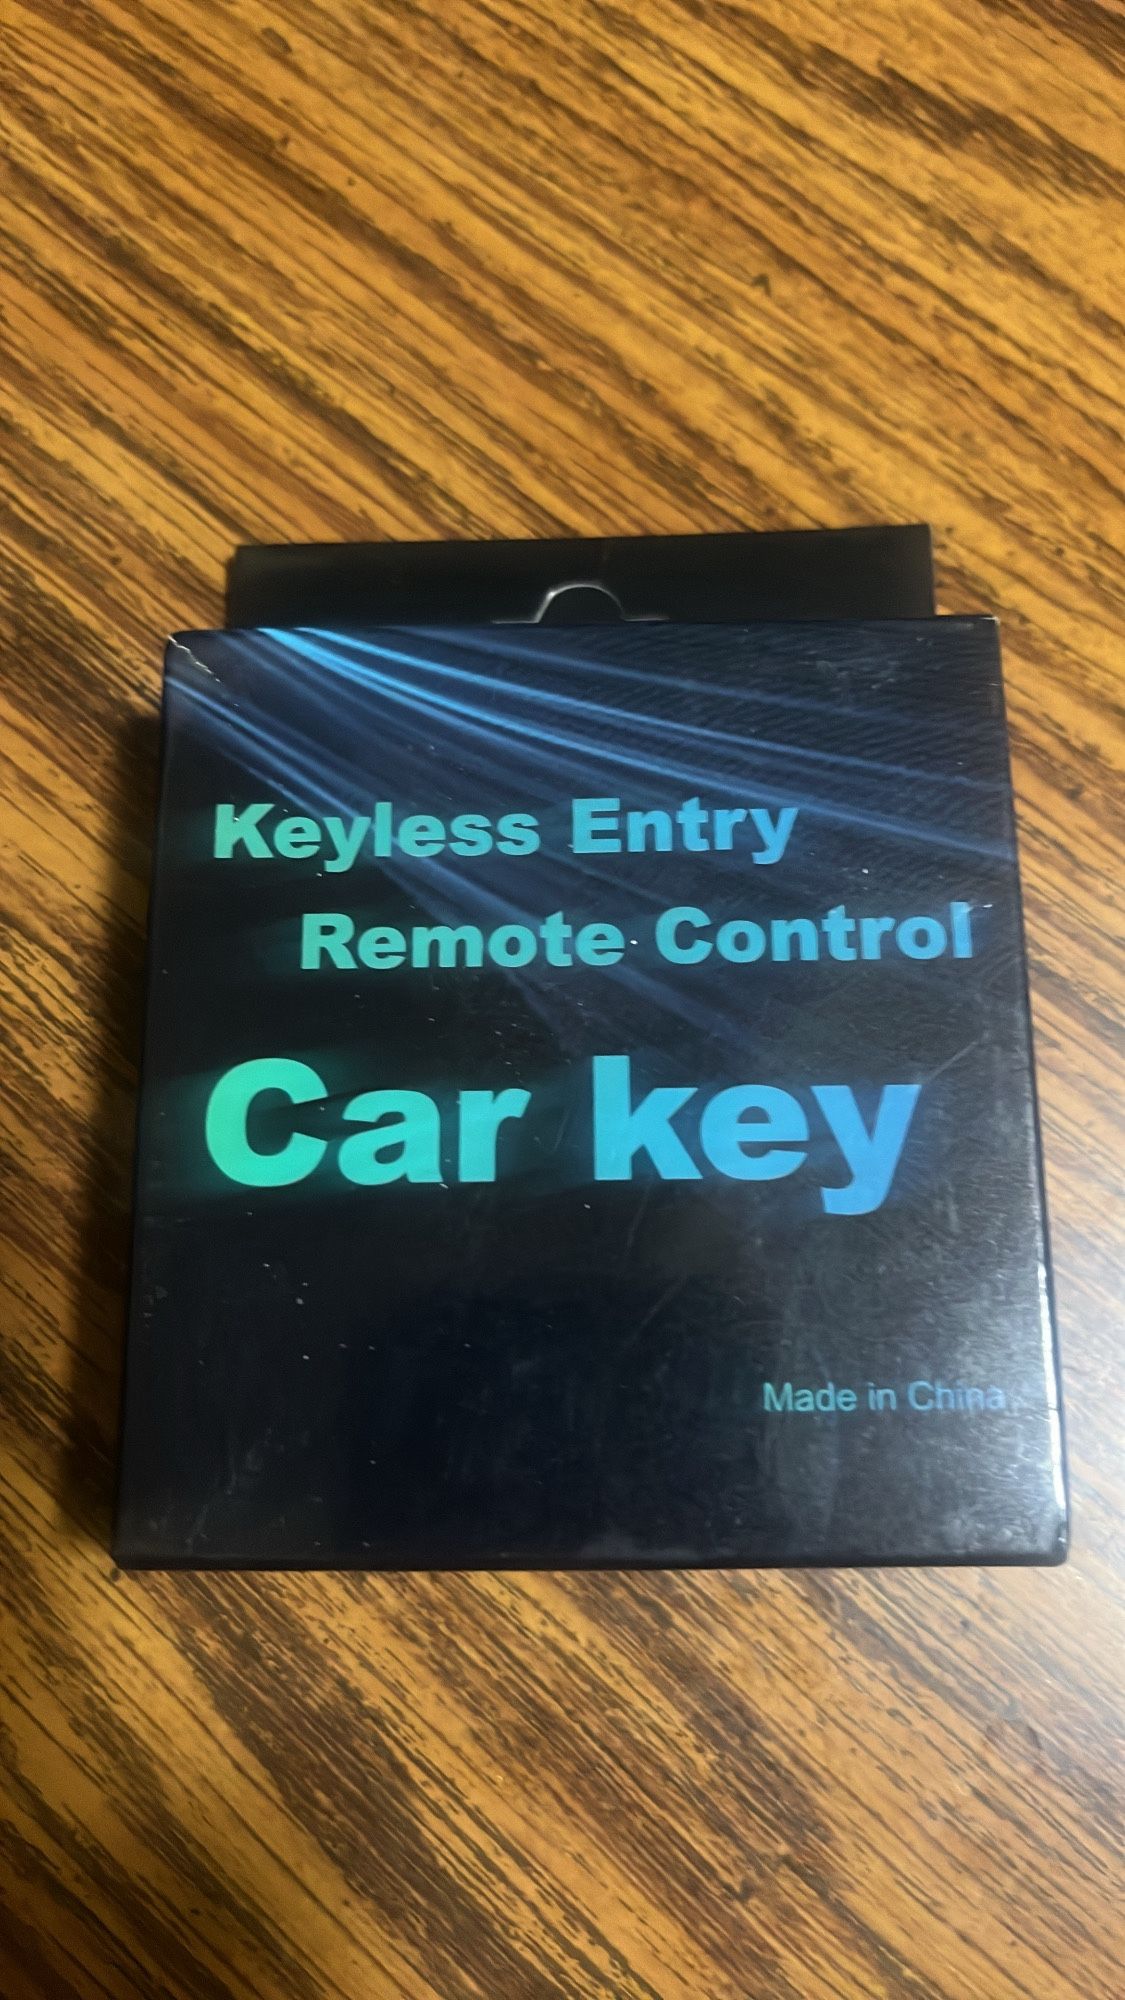 Keyless Entry
Remote Control
Car key
Made in China